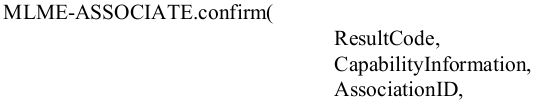 MLME-ASSOCIATE.confirm(
ResultCode,
CapabilityInformation,
AssociationID,